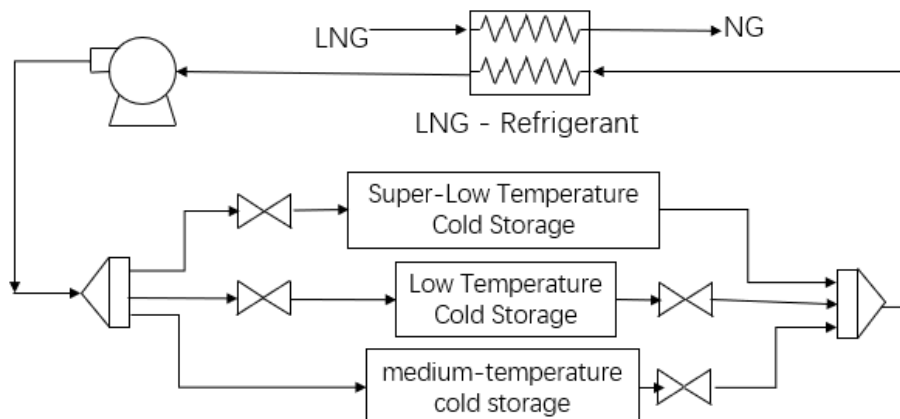 LNG
NG
LNG - Refrigerant
Super-Low Temperature
Cold Storage
Low Temperature
Cold Storage
medium-temperature
cold storage